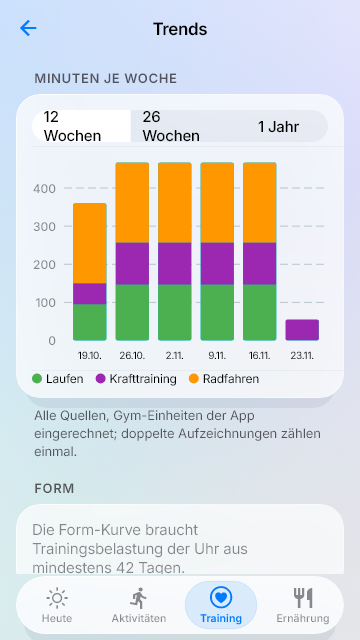 Trends
MINUTEN JE WOCHE
12 Wochen
26 Wochen
1 Jahr
400
300
200
100
0
19.10.
26.10.
2.11.
9.11.
16.11.
23.11.
Laufen
Krafttraining
Radfahren
Alle Quellen, Gym-Einheiten der App
eingerechnet; doppelte Aufzeichnungen zählen
einmal.
FORM
Die Form-Kurve braucht
Trainingsbelastung der Uhr aus
mindestens 42 Tagen.
Heute
Aktivitäten
Training
Ernährung